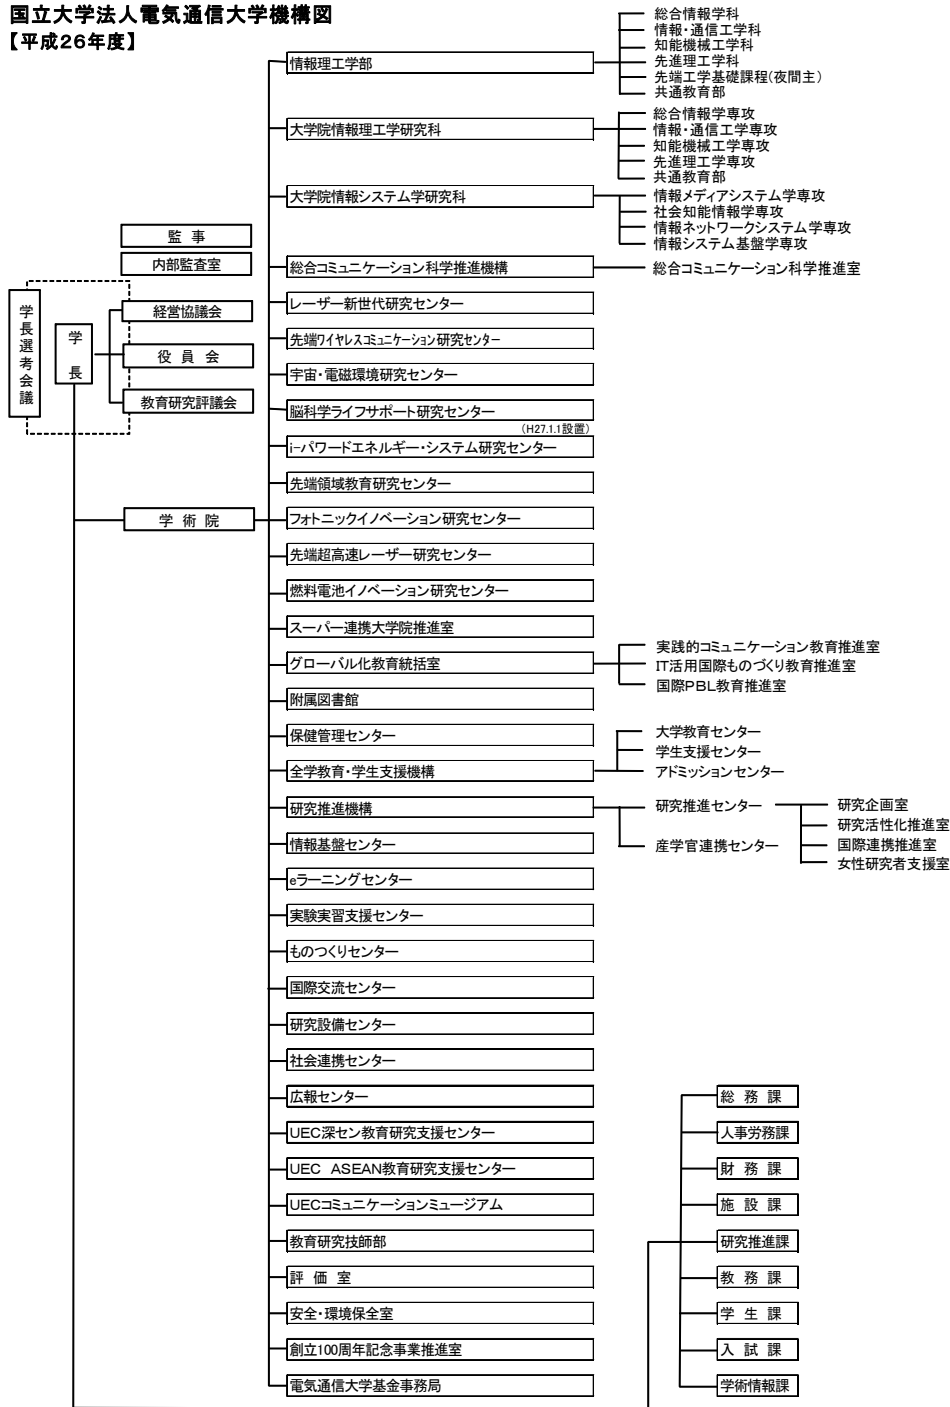 国立大学法人電気通信大学機構図
【平成26年度】
学長選考会議
学長
監 事
内部監査室
経営協議会
役 員 会
教育研究評議会
学 術 院
情報理工学部
総合情報学科
情報・通信工学科
知能機械工学科
先進理工学科
先端工学基礎課程(夜間主)
共通教育部
大学院情報理工学研究科
総合情報学専攻
情報・通信工学専攻
知能機械工学専攻
先進理工学専攻
共通教育部
大学院情報システム学研究科
情報メディアシステム学専攻
社会知能情報学専攻
情報ネットワークシステム学専攻
情報システム基盤学専攻
総合コミュニケーション科学推進機構
総合コミュニケーション科学推進室
レーザー新世代研究センター
先端ワイヤレスコミュニケーション研究センター
宇宙・電磁環境研究センター
脳科学ライフサポート研究センター
(H27.1.1設置)
i-パワードエネルギー・システム研究センター
先端領域教育研究センター
フォトニックイノベーション研究センター
先端超高速レーザー研究センター
燃料電池イノベーション研究センター
スーパー連携大学院推進室
グローバル化教育統括室
実践的コミュニケーション教育推進室
IT活用国際ものづくり教育推進室
国際PBL教育推進室
附属図書館
保健管理センター
全学教育・学生支援機構
大学教育センター
学生支援センター
アドミッションセンター
研究推進機構
研究推進センター
研究企画室
研究活性化推進室
国際連携推進室
女性研究者支援室
産学官連携センター
情報基盤センター
eラーニングセンター
実験実習支援センター
ものつくりセンター
国際交流センター
研究設備センター
社会連携センター
広報センター
UEC深セン教育研究支援センター
UEC ASEAN教育研究支援センター
UECコミュニケーションミュージアム
教育研究技師部
評 価 室
安全・環境保全室
創立100周年記念事業推進室
電気通信大学基金事務局
総 務 課
人事労務課
財 務 課
施 設 課
研究推進課
教 務 課
学 生 課
入 試 課
学術情報課